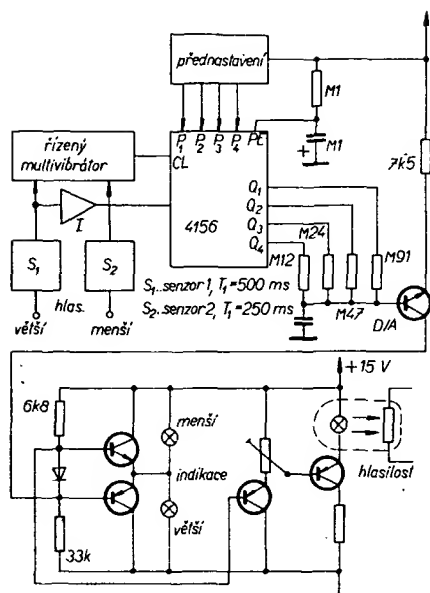 přednastavení
M1
P1 P2 P3 P4 PE
+
M1
řízený
multivibrátor
CL
7k5
I
4156
Q1
Q2
Q3
Q4
M24
M91
M12
S1
S2
hlas.
větší
menší
S1..senzor 1, T1=500 ms
S2..senzor 2, T1=250 ms
M47
D/A
+15 V
6k8
menší
indikace
větší
hlasilost
33k